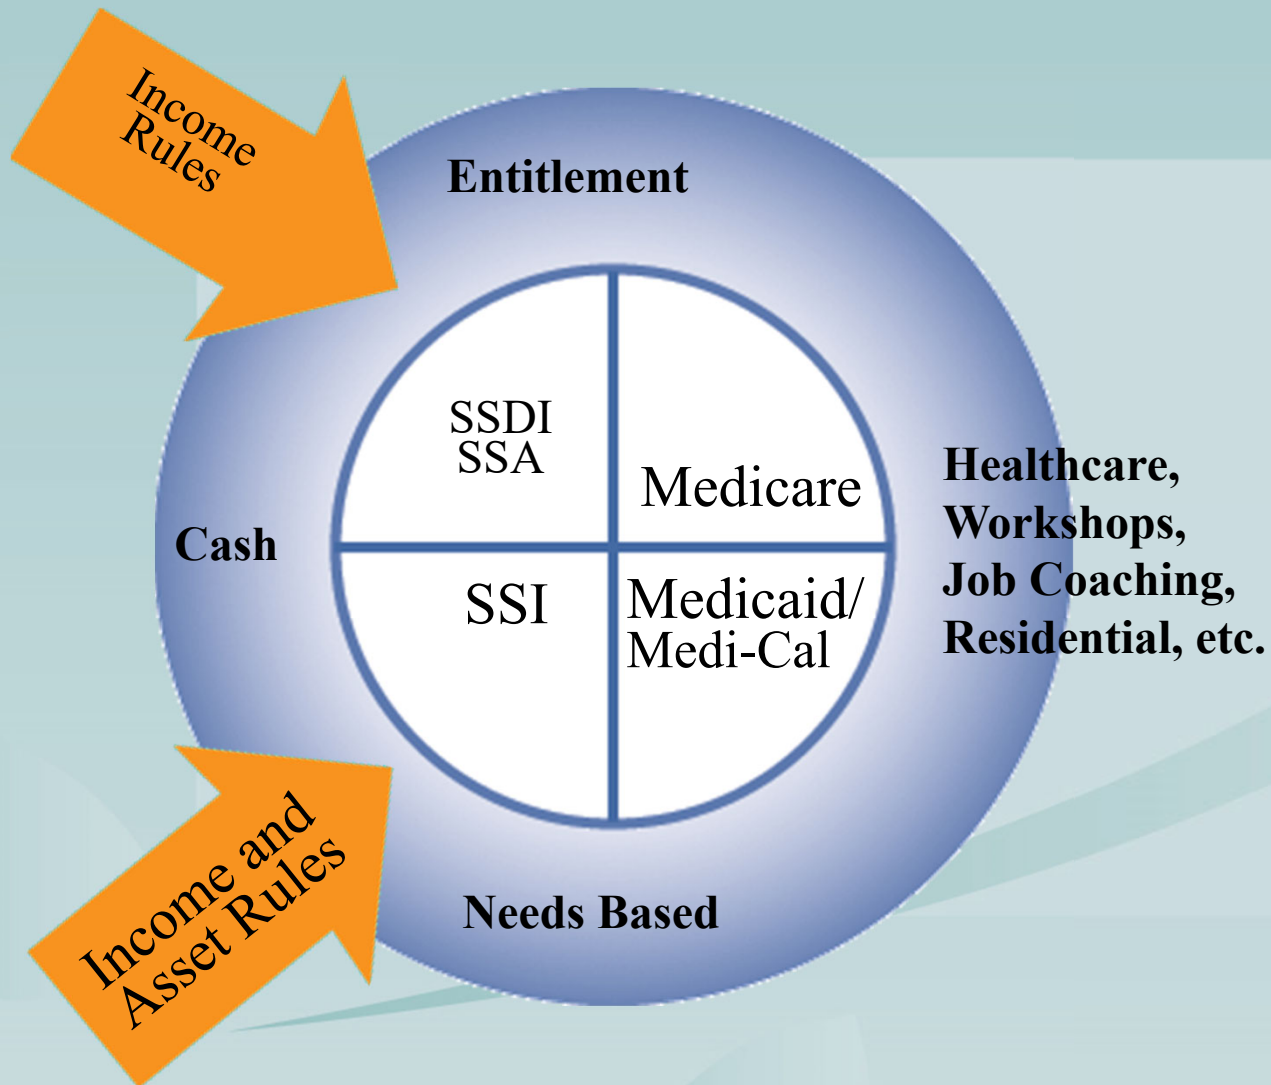 Income
Rules
Entitlement
SSDI
SSA
Medicare
Cash
Healthcare,
Workshops,
Job Coaching,
Residential, etc.
SSI
Medicaid/
Medi-Cal
Income and
Asset Rules
Needs Based